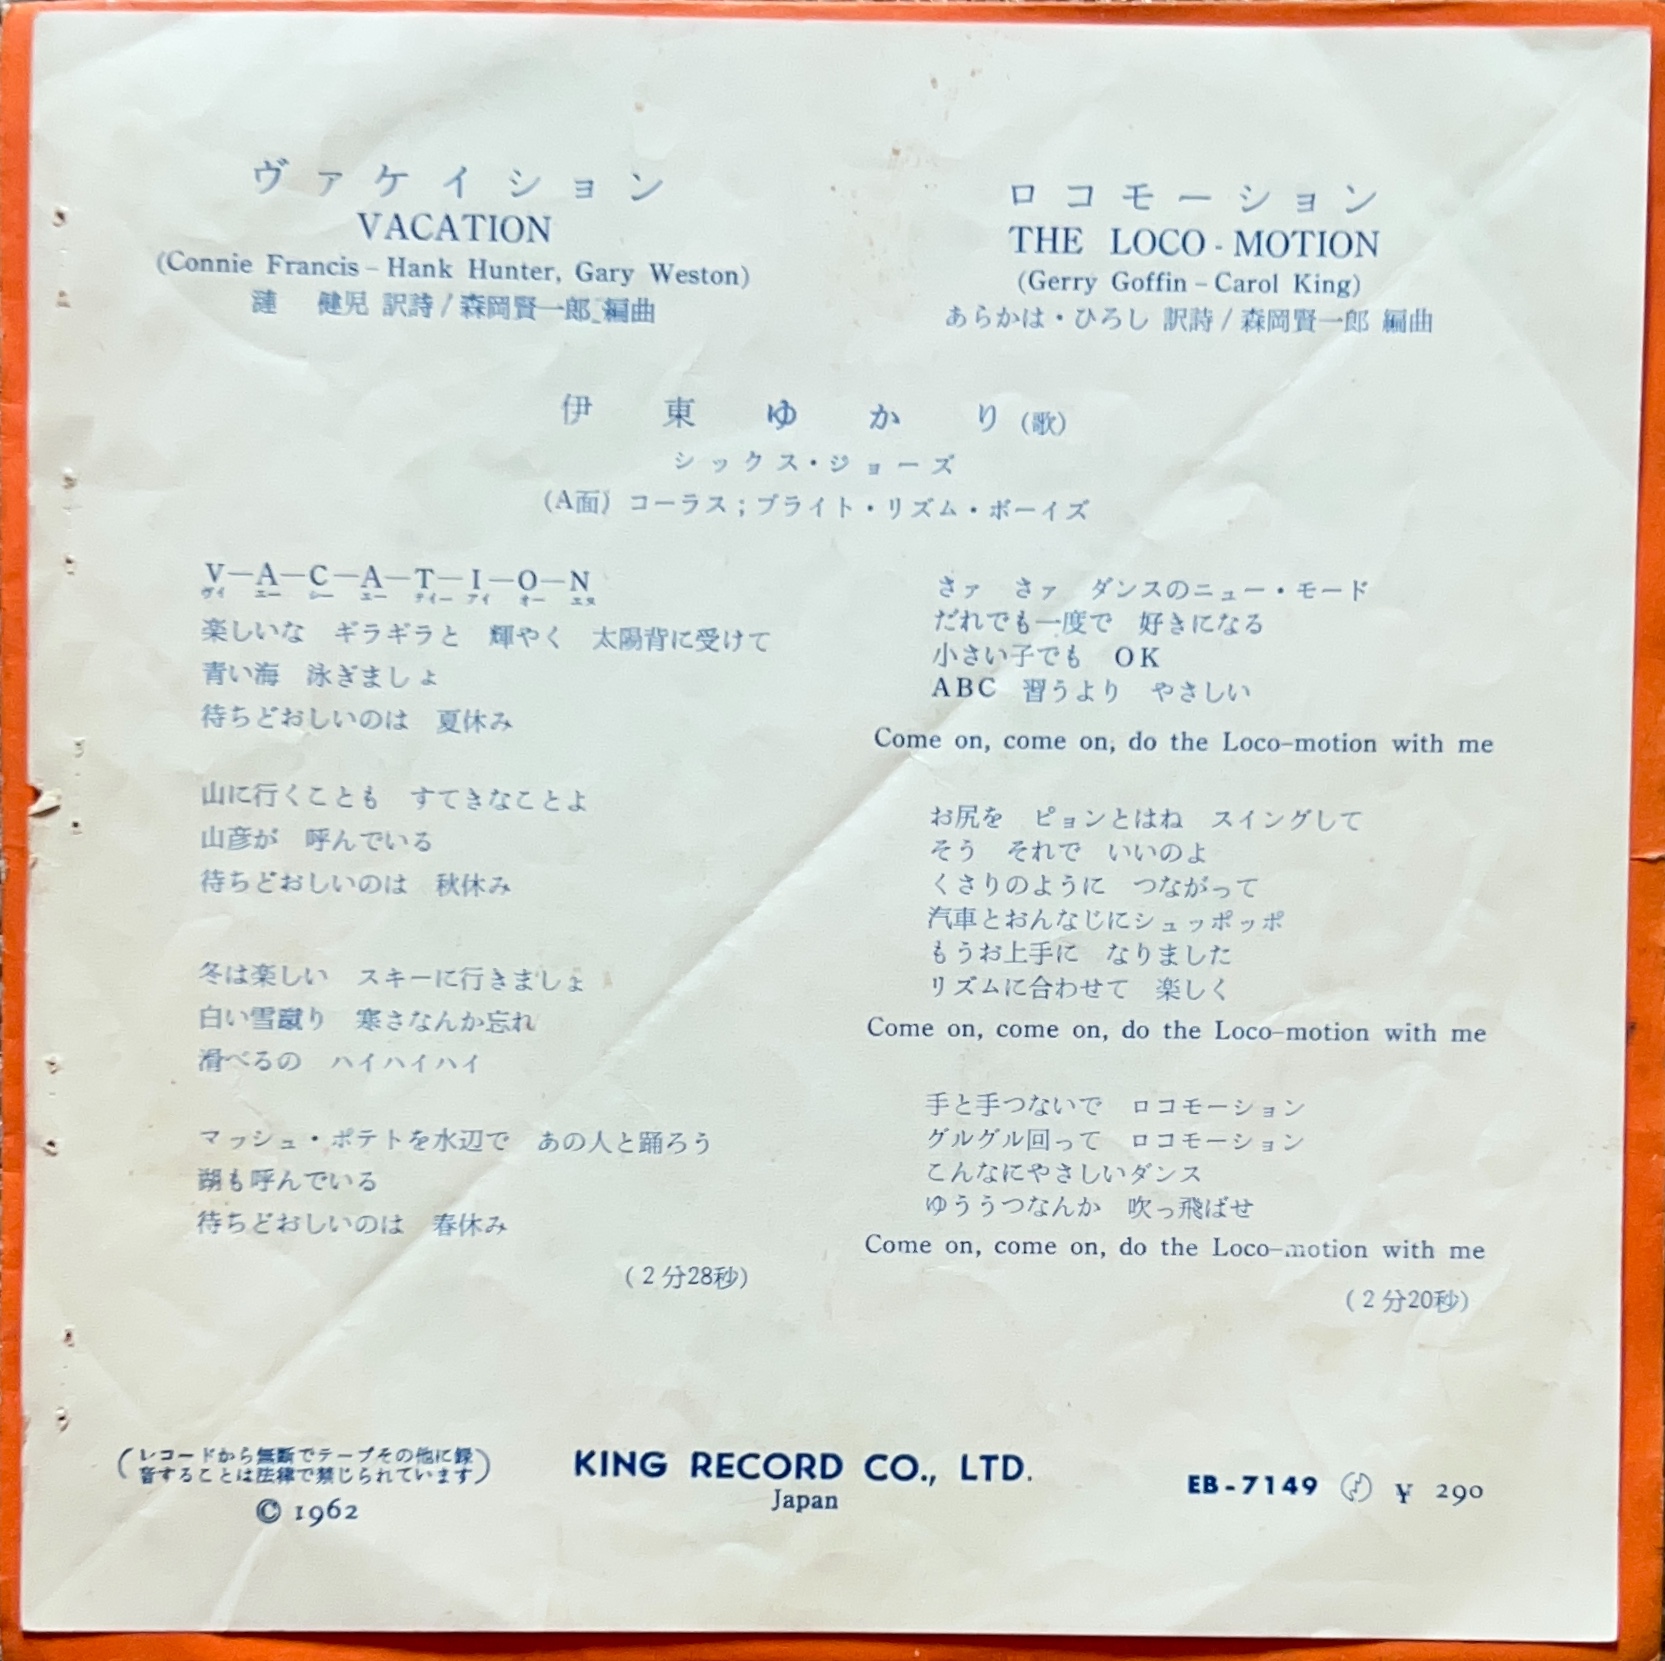 ヴァケイション
VACATION
(Connie Francis – Hank Hunter, Gary Weston)
漣　健児 訳詩 / 森岡賢一郎 編曲
ロコモーション
THE LOCO - MOTION
(Gerry Goffin – Carol King)
あらかは・ひろし 訳詩 / 森岡賢一郎 編曲
伊東ゆかり (歌)
シックス・ジョーズ
(A面) コーラス；ブライト・リズム・ボーイズ
V—A—C—A—T—I—O—N
ヴイ エー シー エー テイー アイ オー エヌ
楽しいな　ギラギラと　輝やく　太陽背に受けて
青い海　泳ぎましょ
待ちどおしいのは　夏休み
山に行くことも　すてきなことよ
山彦が　呼んでいる
待ちどおしいのは　秋休み
冬は楽しい　スキーに行きましょ
白い雪蹴り　寒さなんか忘れ
滑べるの　ハイハイハイ
マッシュ・ポテトを水辺で　あの人と踊ろう
湖も呼んでいる
待ちどおしいのは　春休み
(2分28秒)
さァ　さァ　ダンスのニュー・モード
だれでも一度で　好きになる
小さい子でも　OK
ABC　習うより　やさしい
Come on, come on, do the Loco-motion with me
お尻を　ピョンとはね　スイングして
そう　それで　いいのよ
くさりのように　つながって
汽車とおんなじにシュッポッポ
もうお上手に　なりました
リズムに合わせて　楽しく
Come on, come on, do the Loco-motion with me
手と手つないで　ロコモーション
グルグル回って　ロコモーション
こんなにやさしいダンス
ゆううつなんか　吹っ飛ばせ
Come on, come on, do the Loco-motion with me
(2分20秒)
(レコードから無断でテープその他に録
音することは法律で禁じられています)
© 1962
KING RECORD CO., LTD.
Japan
EB-7149 ¥ 290